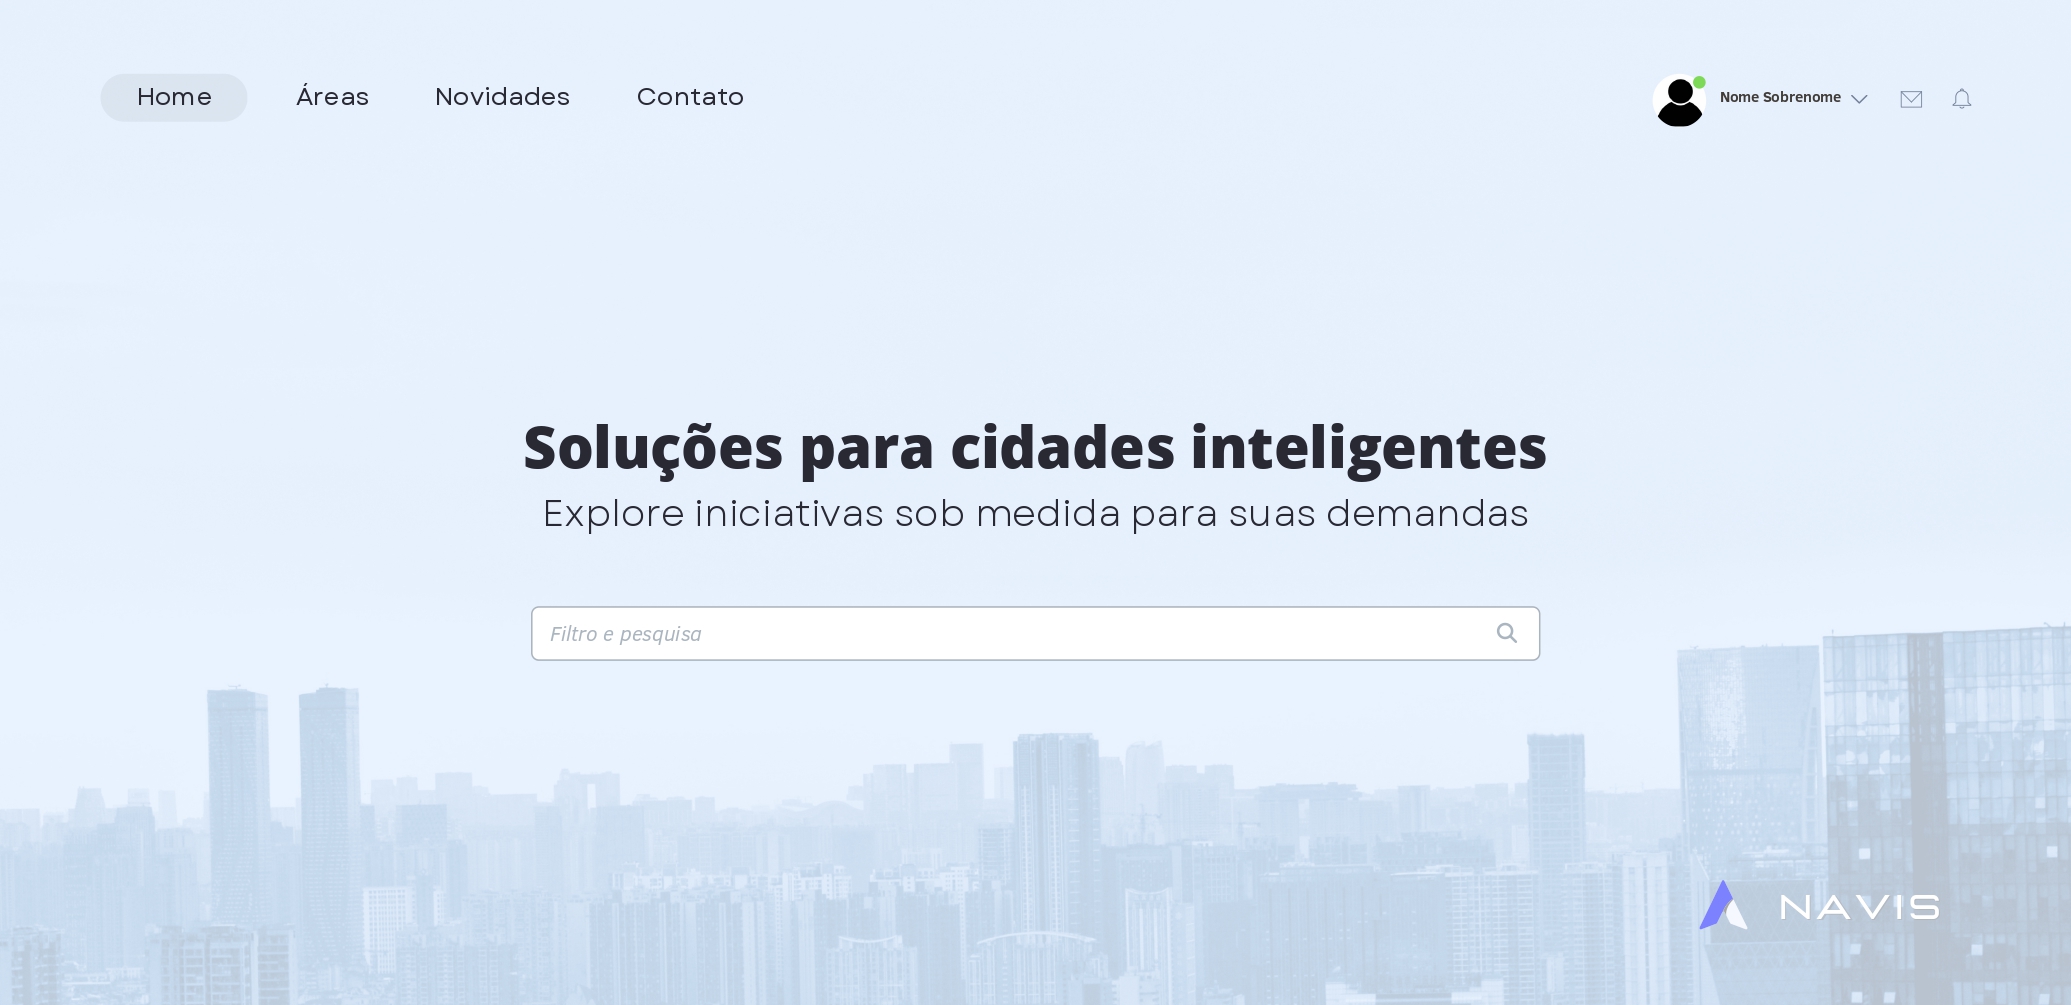 Home Áreas Novidades Contato Nome Sobrenome
Soluções para cidades inteligentes
Explore iniciativas sob medida para suas demandas
Filtro e pesquisa
NAVIS